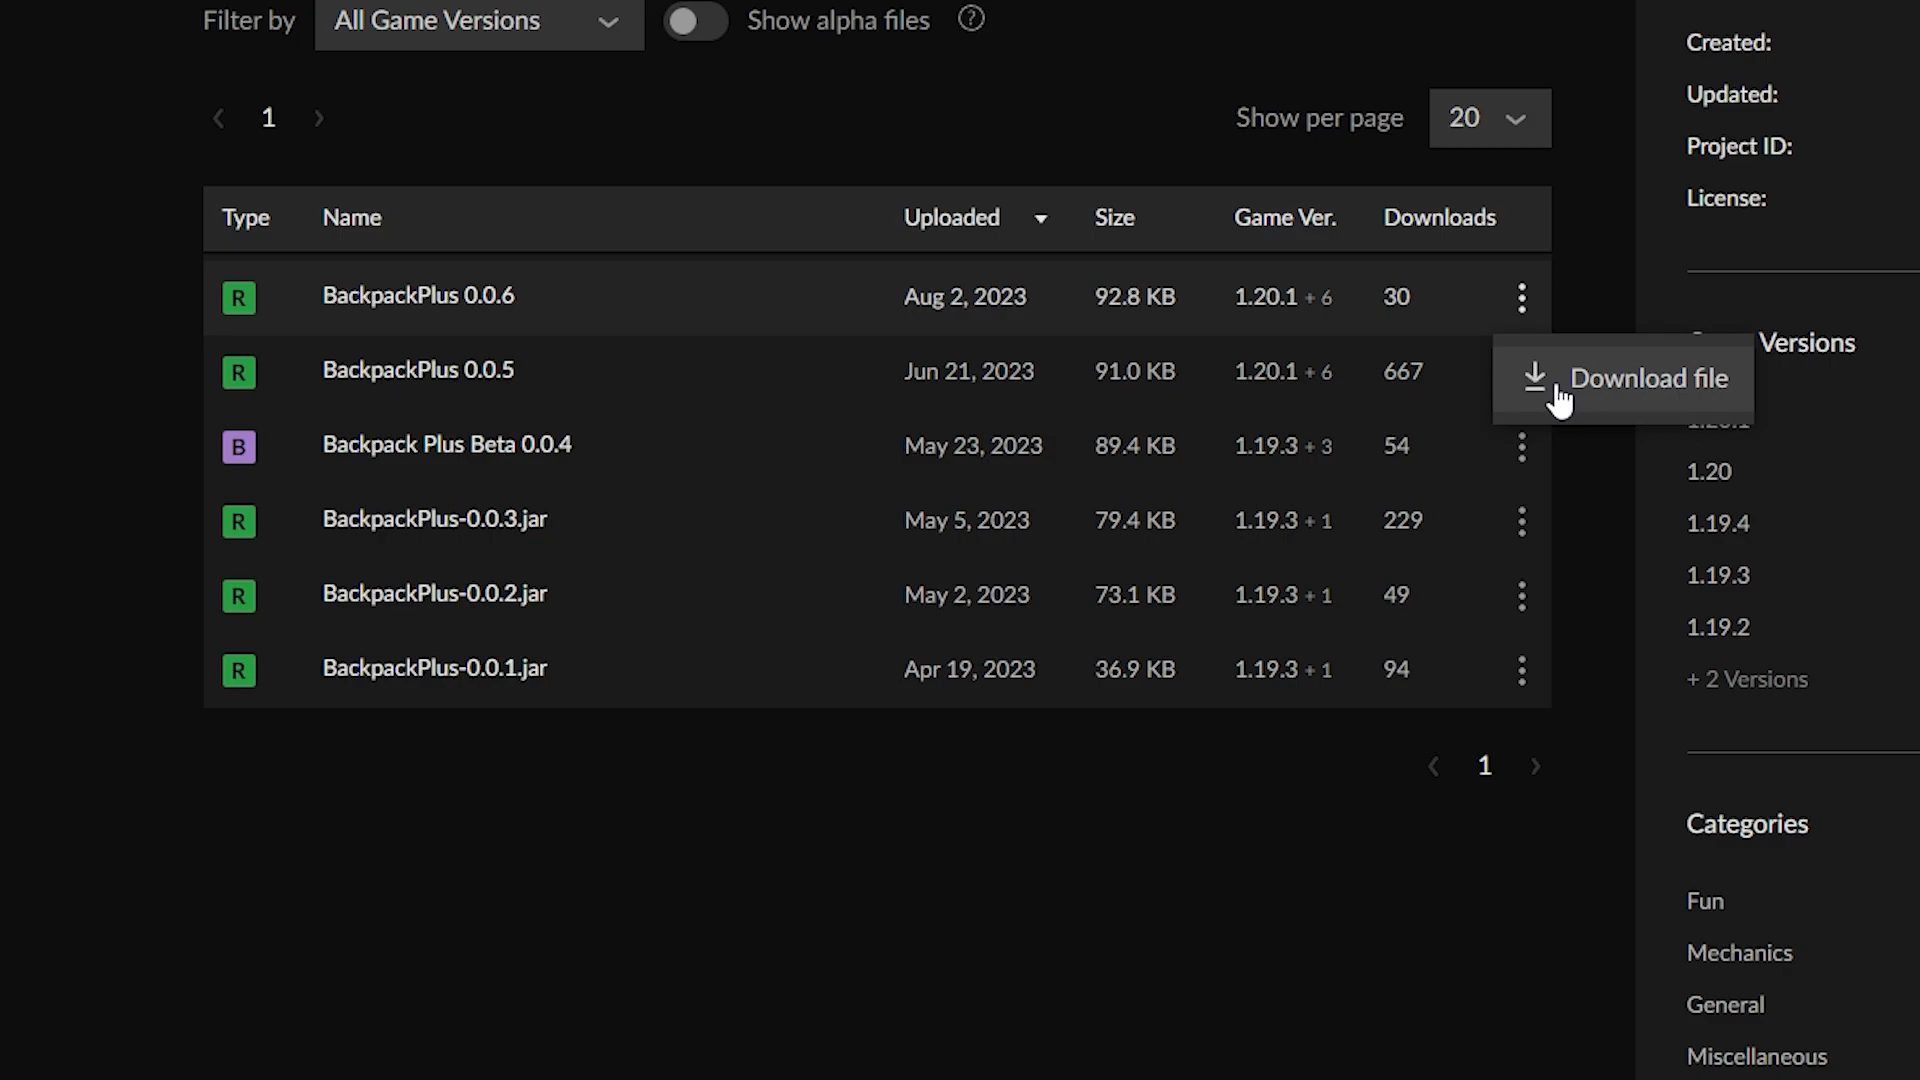 Filter by
All Game Versions
Show alpha files
?
1
Show per page
20
Type Name Uploaded Size Game Ver. Downloads
R BackpackPlus 0.0.6 Aug 2, 2023 92.8 KB 1.20.1 + 6 30
R BackpackPlus 0.0.5 Jun 21, 2023 91.0 KB 1.20.1 + 6 667
Download file
B Backpack Plus Beta 0.0.4 May 23, 2023 89.4 KB 1.19.3 + 3 54
R BackpackPlus-0.0.3.jar May 5, 2023 79.4 KB 1.19.3 + 1 229
R BackpackPlus-0.0.2.jar May 2, 2023 73.1 KB 1.19.3 + 1 49
R BackpackPlus-0.0.1.jar Apr 19, 2023 36.9 KB 1.19.3 + 1 94
1
Created:
Updated:
Project ID:
License:
Versions
1.20
1.19.4
1.19.3
1.19.2
+ 2 Versions
Categories
Fun
Mechanics
General
Miscellaneous